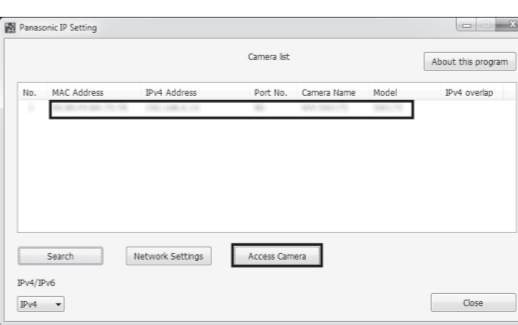 Panasonic IP Setting
Camera list
About this program
No. MAC Address IPv4 Address Port No. Camera Name Model IPv4 overlap
Search Network Settings Access Camera
IPv4/IPv6
IPv4
Close